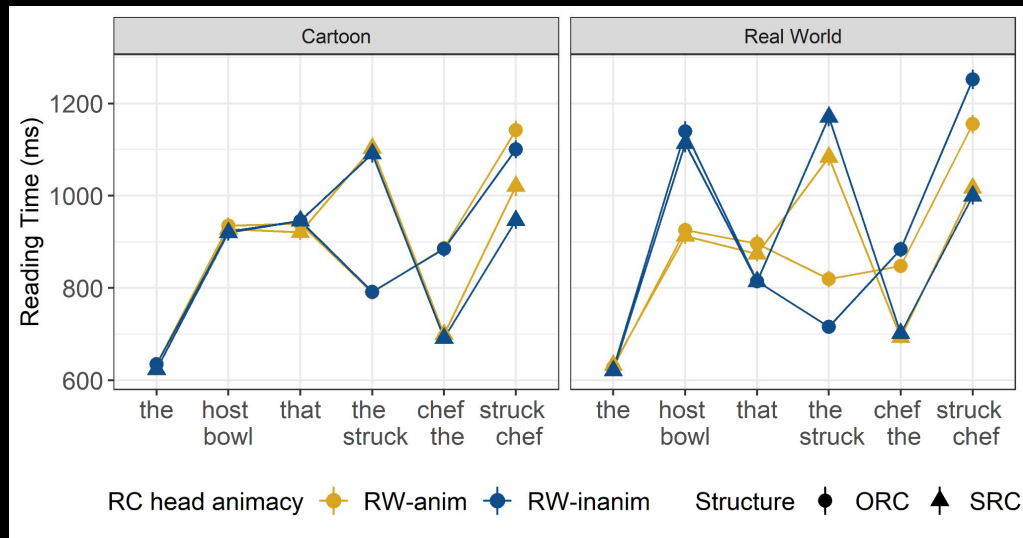 Cartoon
Real World
Reading Time (ms)
1200
1000
800
600
the host that the chef struck
bowl struck the chef
the host that the chef struck
bowl struck the chef
RC head animacy RW-anim RW-inanim Structure ORC SRC